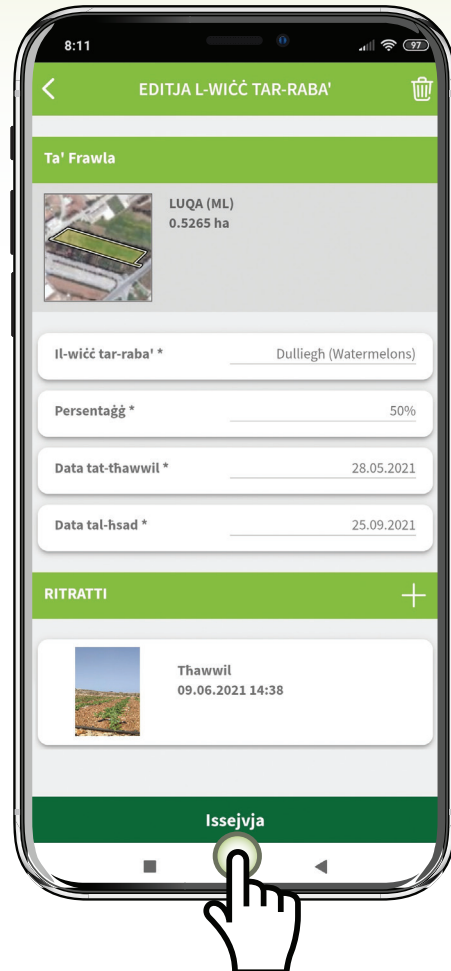 8:11
97
EDITJA L-WIĊĊ TAR-RABA'
Ta' Frawla
LUQA (ML)
0.5265 ha
Il-wiċċ tar-raba' *
Dulliegħ (Watermelons)
Persentaġġ *
50%
Data tat-tħawwil *
28.05.2021
Data tal-ħsad *
25.09.2021
RITRATTI
Tħawwil
09.06.2021 14:38
Issejvja